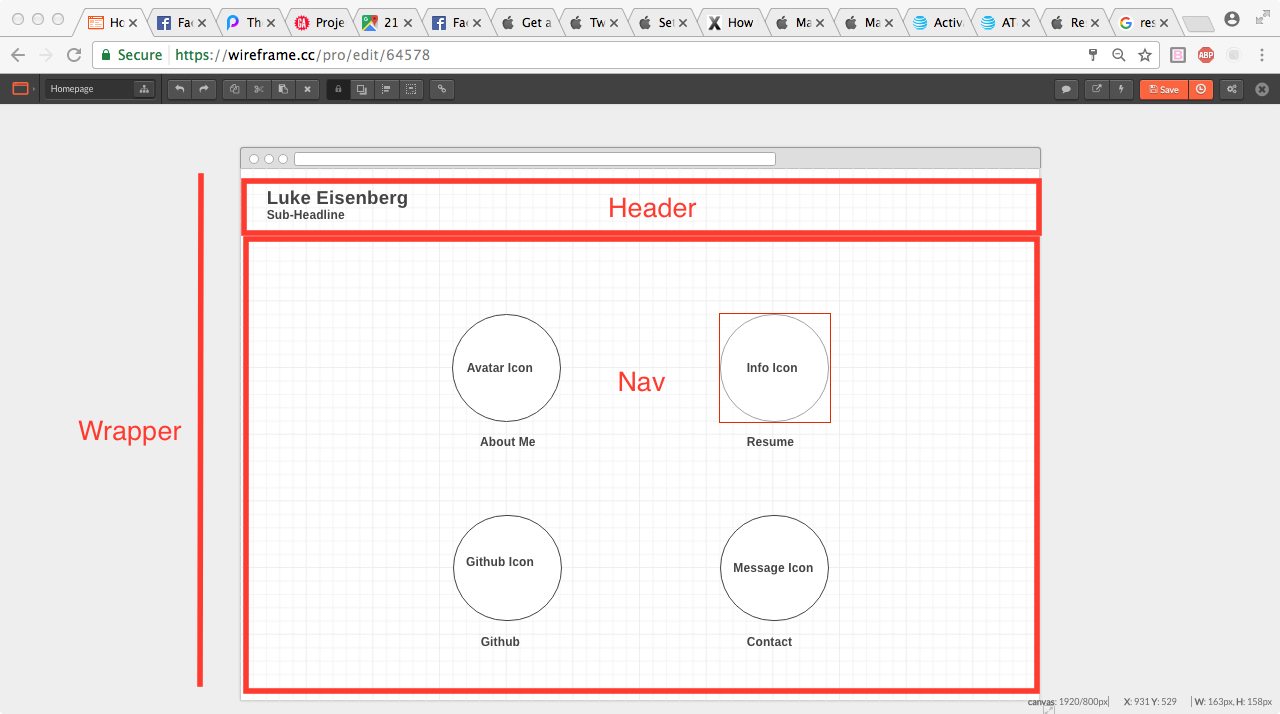 Ho
Fac
Th
Proje
21
Fac
Get a
Tw
Set
How
Ma
Ma
Activ
AT
Re
res
Secure
https://wireframe.cc/pro/edit/64578
ABP
Homepage
Save
Luke Eisenberg
Sub-Headline
Header
Avatar Icon
Info Icon
Nav
About Me
Resume
Wrapper
Github Icon
Message Icon
Github
Contact
canvas: 1920/800px
X: 931 Y: 529
W: 163px, H: 158px